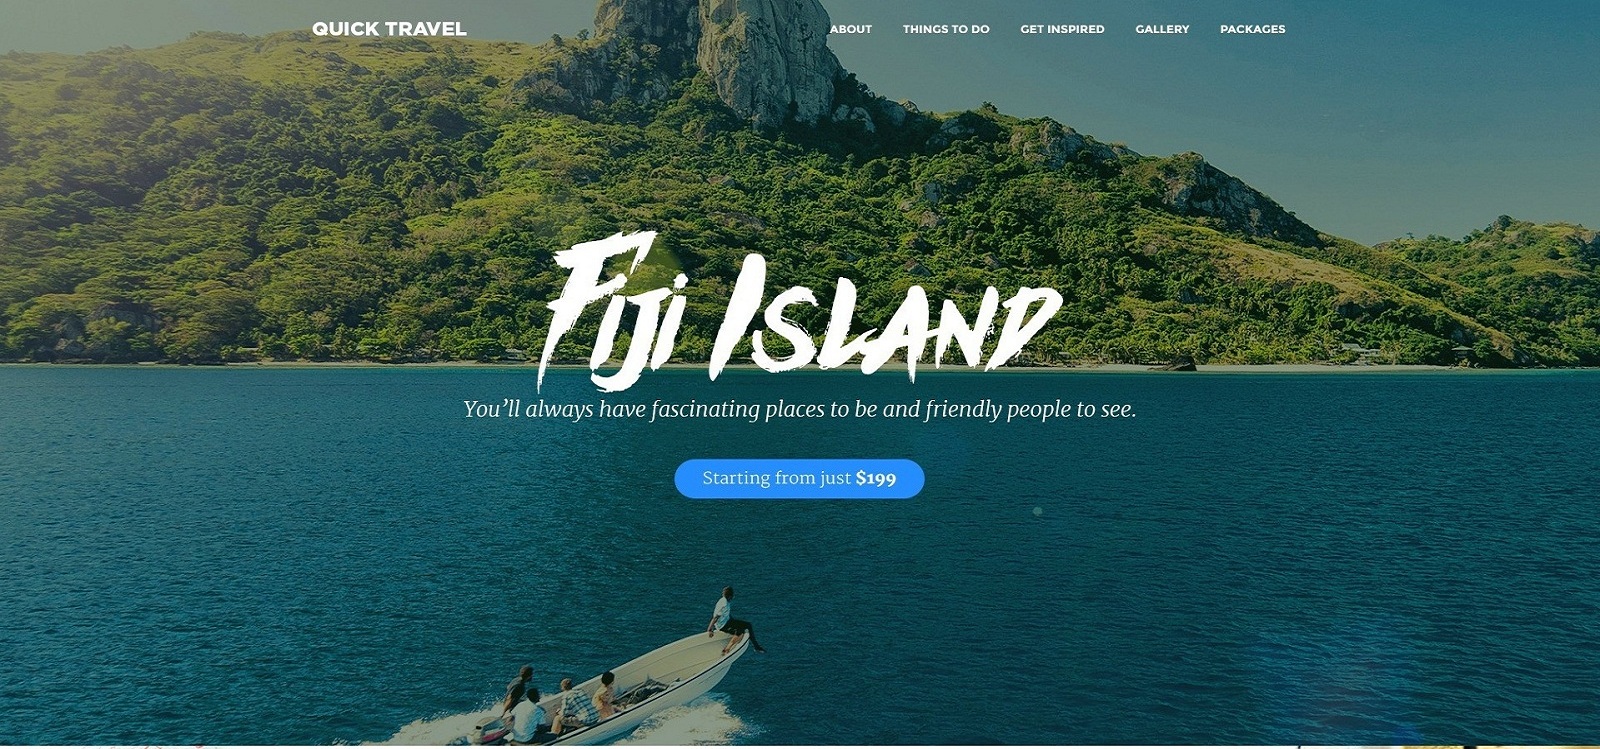 QUICK TRAVEL
ABOUT THINGS TO DO GET INSPIRED GALLERY PACKAGES
Fiji Island
You’ll always have fascinating places to be and friendly people to see.
Starting from just $199